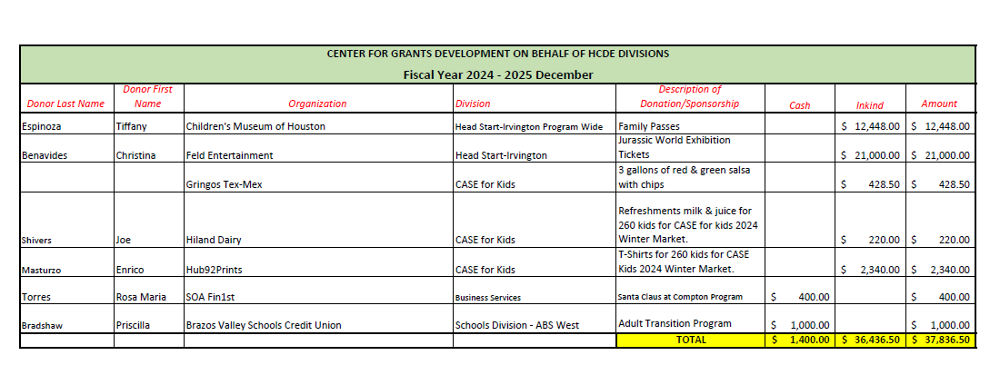 CENTER FOR GRANTS DEVELOPMENT ON BEHALF OF HCDE DIVISIONS
Fiscal Year 2024 - 2025 December
Donor Last Name Donor First Name Organization Division Description of Donation/Sponsorship Cash Inkind Amount
Espinoza Tiffany Children's Museum of Houston Head Start-Irvington Program Wide Family Passes $ 12,448.00 $ 12,448.00
Benavides Christina Feld Entertainment Head Start-Irvington Jurassic World Exhibition Tickets $ 21,000.00 $ 21,000.00
Gringos Tex-Mex CASE for Kids 3 gallons of red & green salsa with chips $ 428.50 $ 428.50
Shivers Joe Hiland Dairy CASE for Kids Refreshments milk & juice for 260 kids for CASE for kids 2024 Winter Market. $ 220.00 $ 220.00
Masturzo Enrico Hub92Prints CASE for Kids T-Shirts for 260 kids for CASE Kids 2024 Winter Market. $ 2,340.00 $ 2,340.00
Torres Rosa Maria SOA Fin1st Business Services Santa Claus at Compton Program $ 400.00 $ 400.00
Bradshaw Priscilla Brazos Valley Schools Credit Union Schools Division - ABS West Adult Transition Program $ 1,000.00 $ 1,000.00
TOTAL $ 1,400.00 $ 36,436.50 $ 37,836.50